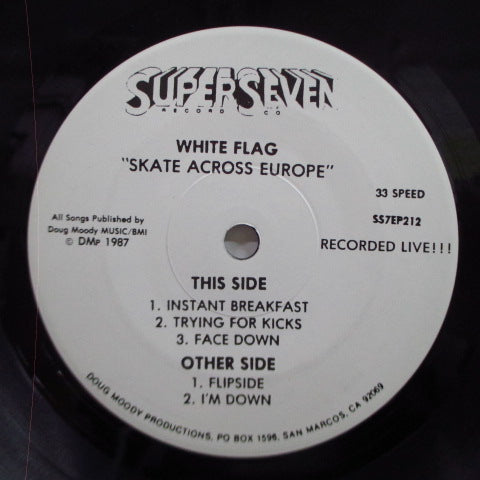 SUPERSEVEN
RECORD CO
WHITE FLAG
"SKATE ACROSS EUROPE"
33 SPEED
SS7EP212
All Songs Published by
Doug Moody MUSIC/BMI
© DMP 1987
RECORDED LIVE!!!
THIS SIDE
1. INSTANT BREAKFAST
2. TRYING FOR KICKS
3. FACE DOWN
OTHER SIDE
1. FLIPSIDE
2. I'M DOWN
DOUG MOODY PRODUCTIONS, PO BOX 1596, SAN MARCOS, CA 92069